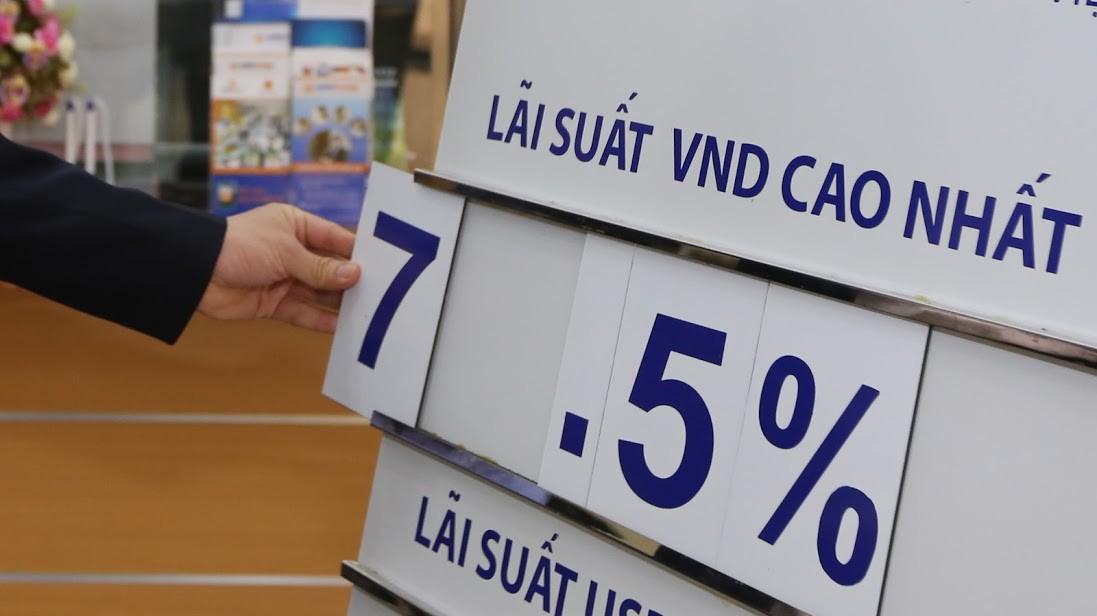 LÃI SUẤT VND CAO NHẤT
7 .5%
LÃI SUẤT